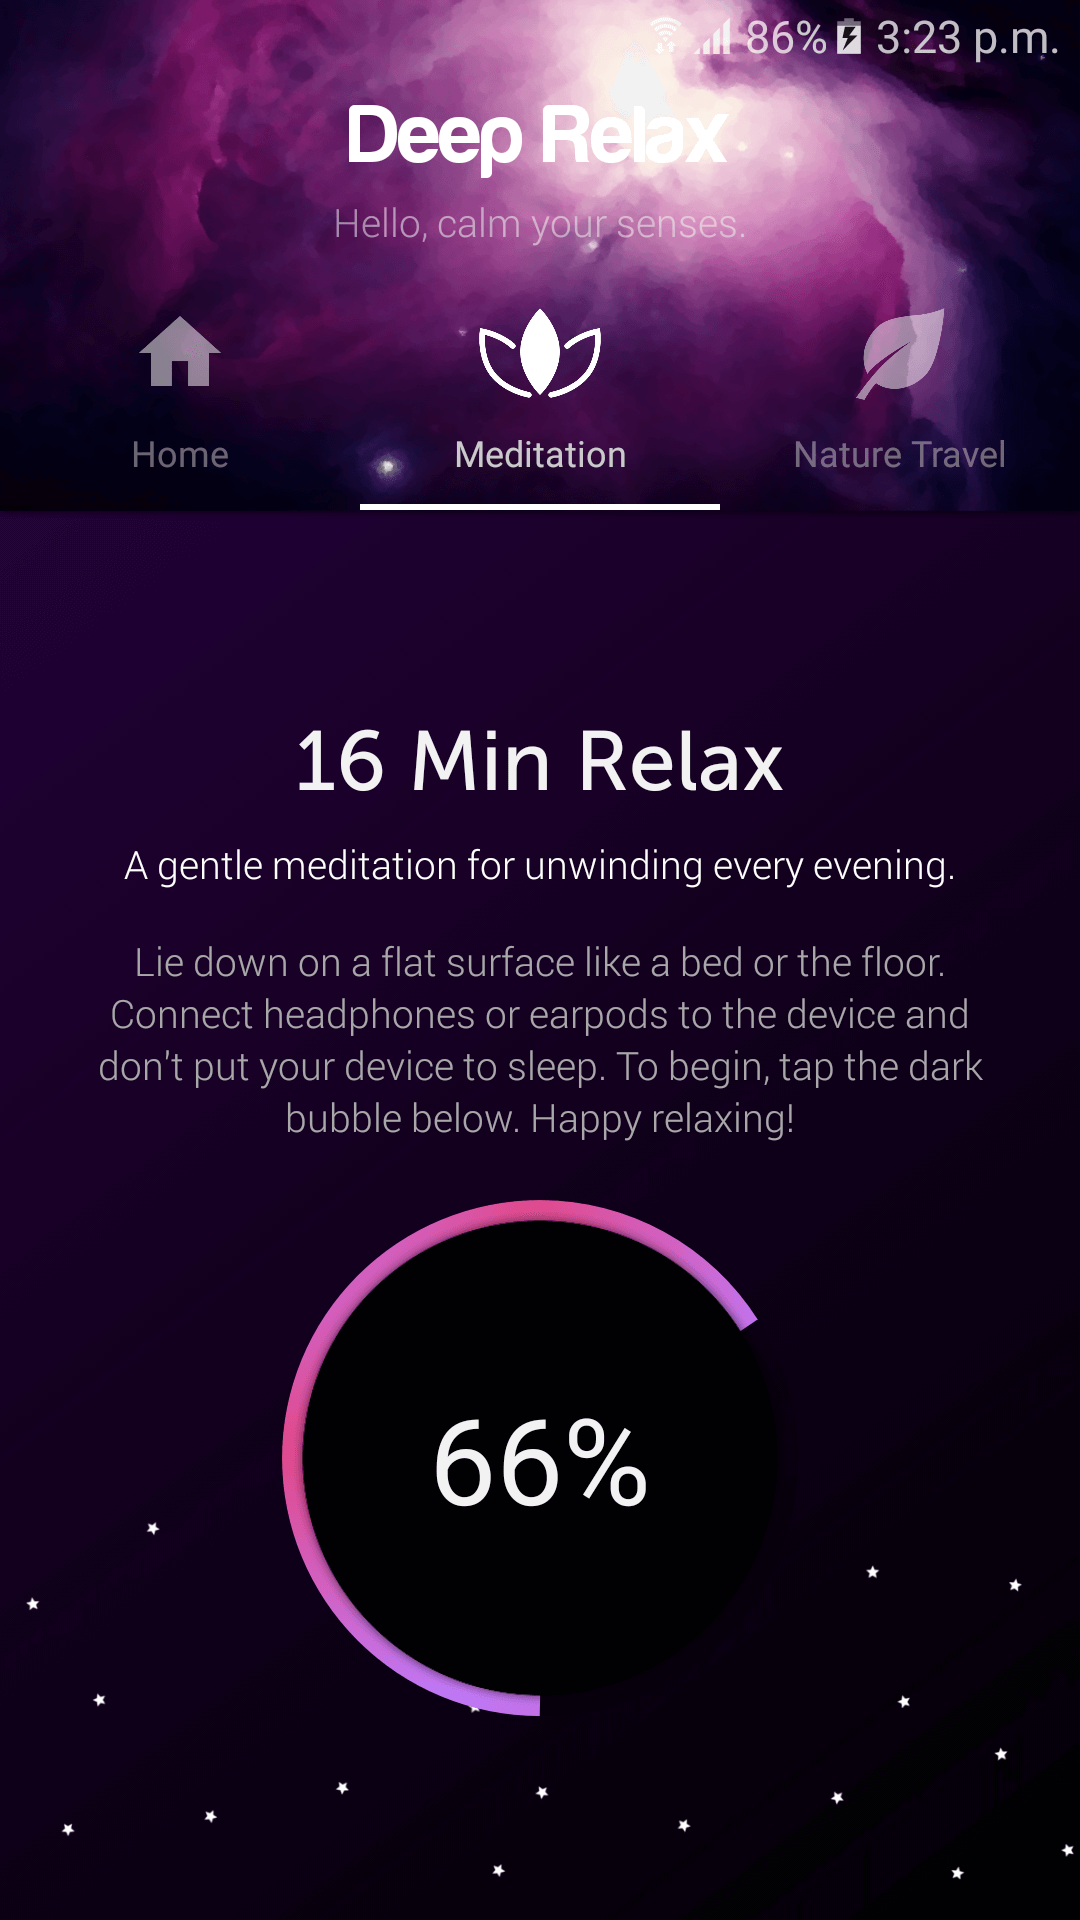 86% 3:23 p.m.
Deep Relax
Hello, calm your senses.
Home Meditation Nature Travel
16 Min Relax
A gentle meditation for unwinding every evening.
Lie down on a flat surface like a bed or the floor.
Connect headphones or earpods to the device and
don't put your device to sleep. To begin, tap the dark
bubble below. Happy relaxing!
66%